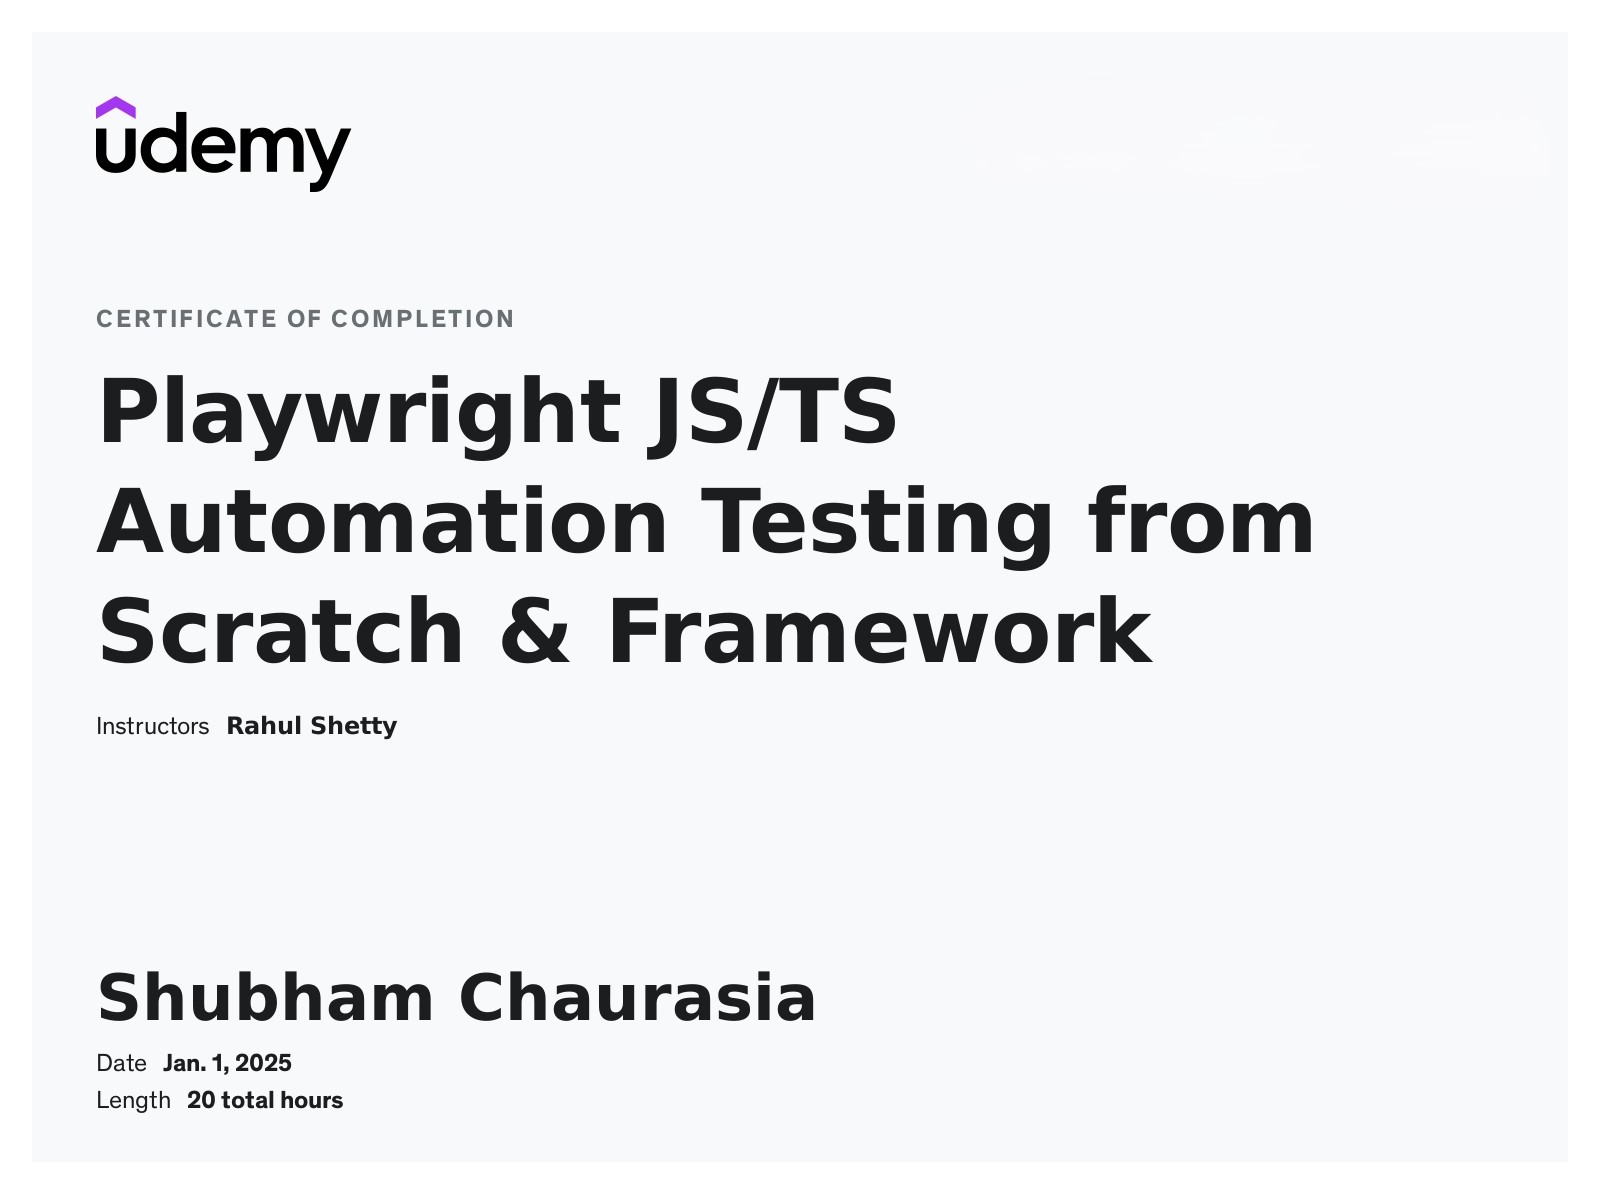 udemy
CERTIFICATE OF COMPLETION
Playwright JS/TS
Automation Testing from
Scratch & Framework
Instructors Rahul Shetty
Shubham Chaurasia
Date Jan. 1, 2025
Length 20 total hours